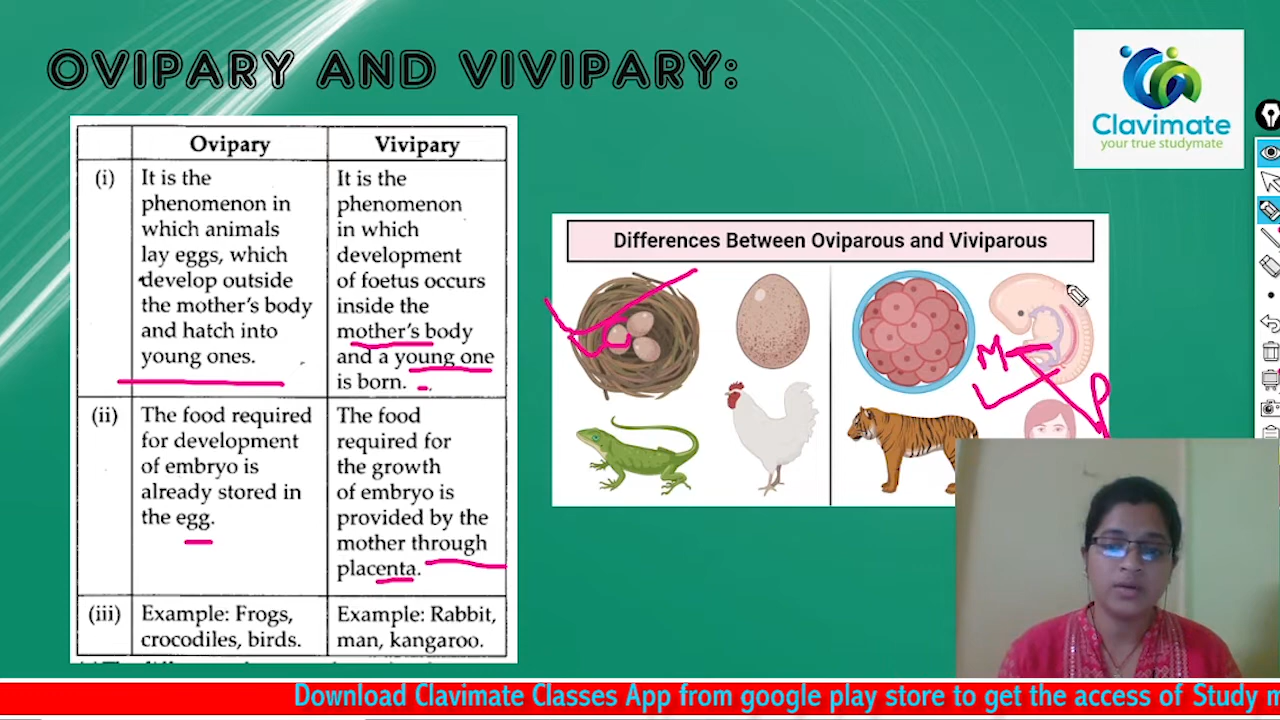 OVIPARY AND VIVIPARY:
Clavimate
your true studymate
Ovipary
Vivipary
(i)
It is the
phenomenon in
which animals
lay eggs, which
develop outside
the mother's body
and hatch into
young ones.
It is the
phenomenon
in which
development
of foetus occurs
inside the
mother's body
and a young one
is born.
(ii)
The food required
for development
of embryo is
already stored in
the egg.
The food
required for
the growth
of embryo is
provided by the
mother through
placenta.
(iii)
Example: Frogs,
crocodiles, birds.
Example: Rabbit,
man, kangaroo.
Differences Between Oviparous and Viviparous
M
P
Download Clavimate Classes App from google play store to get the access of Study